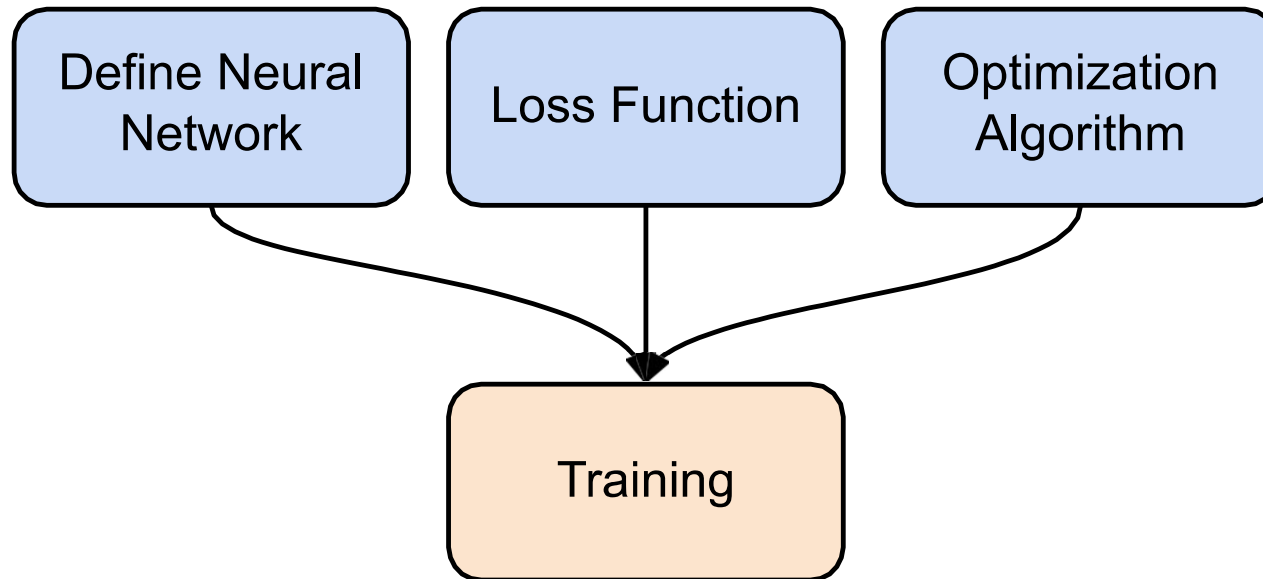 Define Neural
Network
Loss Function
Optimization
Algorithm
Training